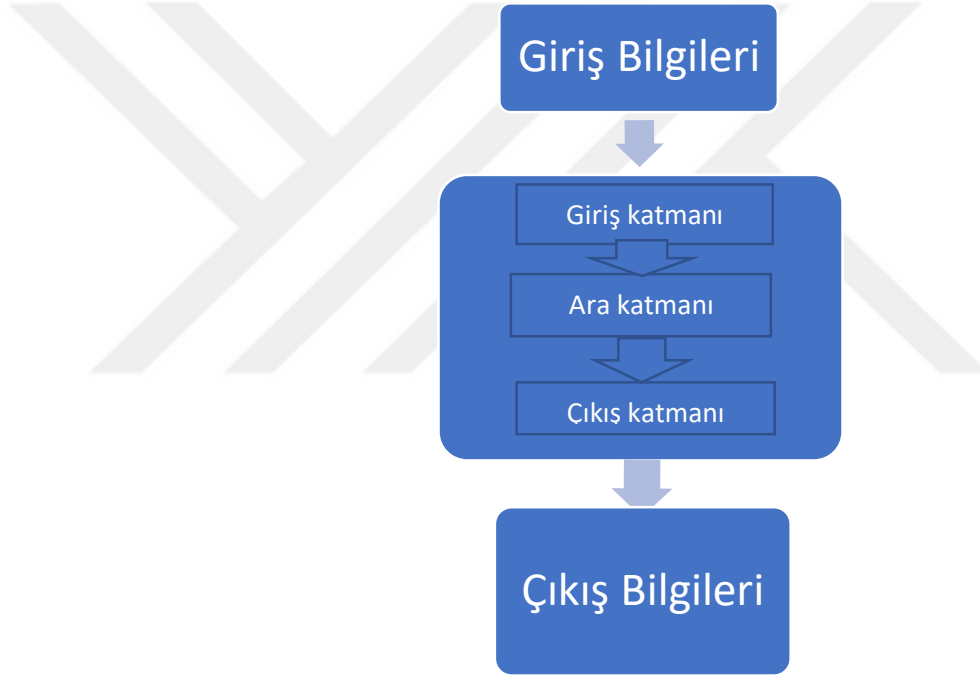 Giriş Bilgileri
Giriş katmanı
Ara katmanı
Çıkış katmanı
Çıkış Bilgileri